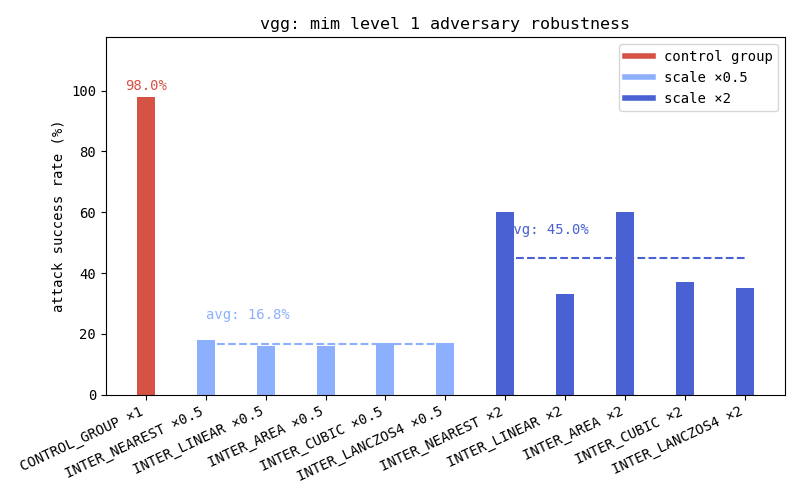 vgg: mim level 1 adversary robustness
control group
scale ×0.5
scale ×2
attack success rate (%)
100
80
60
40
20
0
98.0%
avg: 16.8%
vg: 45.0%
CONTROL_GROUP ×1
INTER_NEAREST ×0.5
INTER_LINEAR ×0.5
INTER_AREA ×0.5
INTER_CUBIC ×0.5
INTER_LANCZOS4 ×0.5
INTER_NEAREST ×2
INTER_LINEAR ×2
INTER_AREA ×2
INTER_CUBIC ×2
INTER_LANCZOS4 ×2